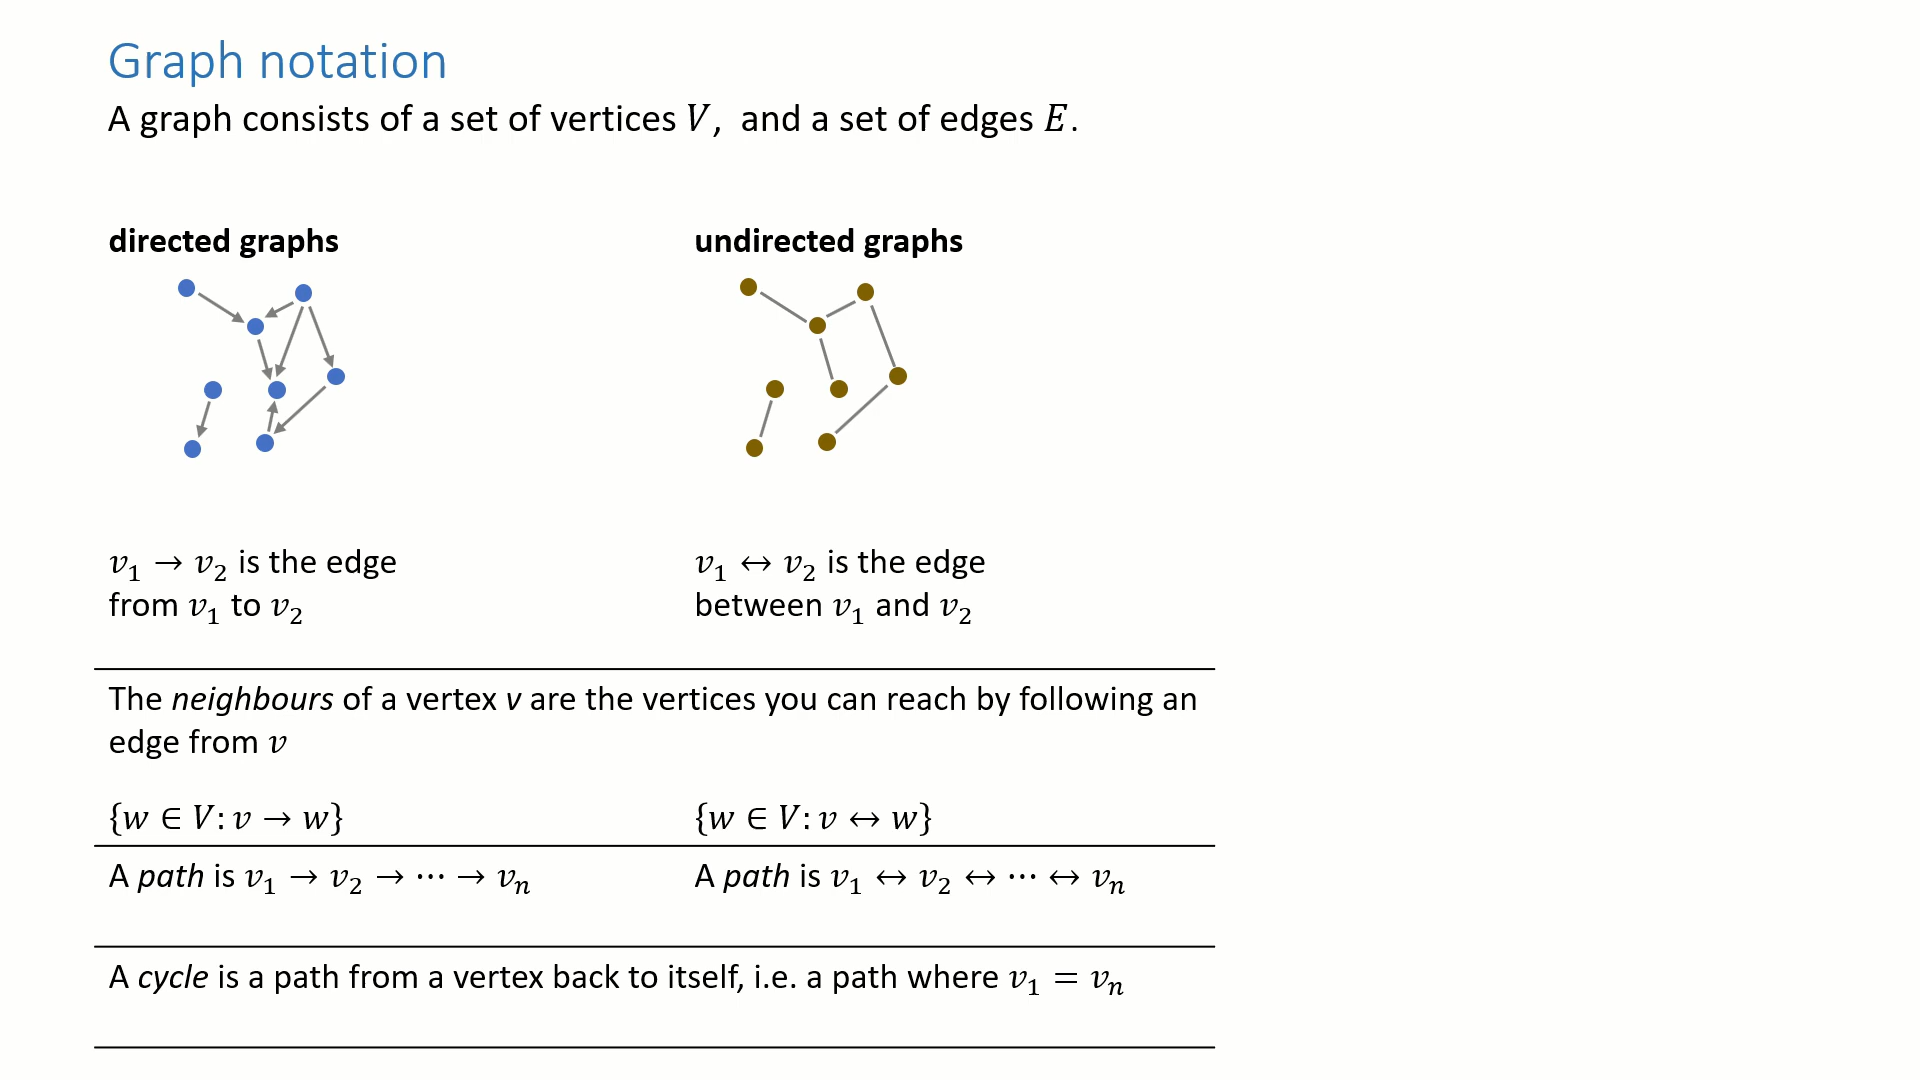 Graph notation
A graph consists of a set of vertices V, and a set of edges E.
directed graphs
undirected graphs
v₁ → v₂ is the edge
from v₁ to v₂
v₁ ↔ v₂ is the edge
between v₁ and v₂
The neighbours of a vertex v are the vertices you can reach by following an
edge from v
{w ∈ V: v → w}
{w ∈ V: v ↔ w}
A path is v₁ → v₂ → ⋯ → vₙ
A path is v₁ ↔ v₂ ↔ ⋯ ↔ vₙ
A cycle is a path from a vertex back to itself, i.e. a path where v₁ = vₙ